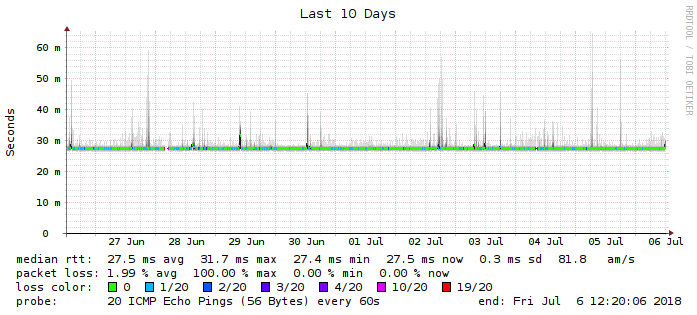 Last 10 Days
RRDTOOL / TOBI OETIKER
Seconds
60 m
50 m
40 m
30 m
20 m
10 m
0
27 Jun 28 Jun 29 Jun 30 Jun 01 Jul 02 Jul 03 Jul 04 Jul 05 Jul 06 Jul
median rtt: 27.5 ms avg 31.7 ms max 27.4 ms min 27.5 ms now 0.3 ms sd 81.8 am/s
packet loss: 1.99 % avg 100.00 % max 0.00 % min 0.00 % now
loss color: 0 1/20 2/20 3/20 4/20 10/20 19/20
probe: 20 ICMP Echo Pings (56 Bytes) every 60s end: Fri Jul 6 12:20:06 2018